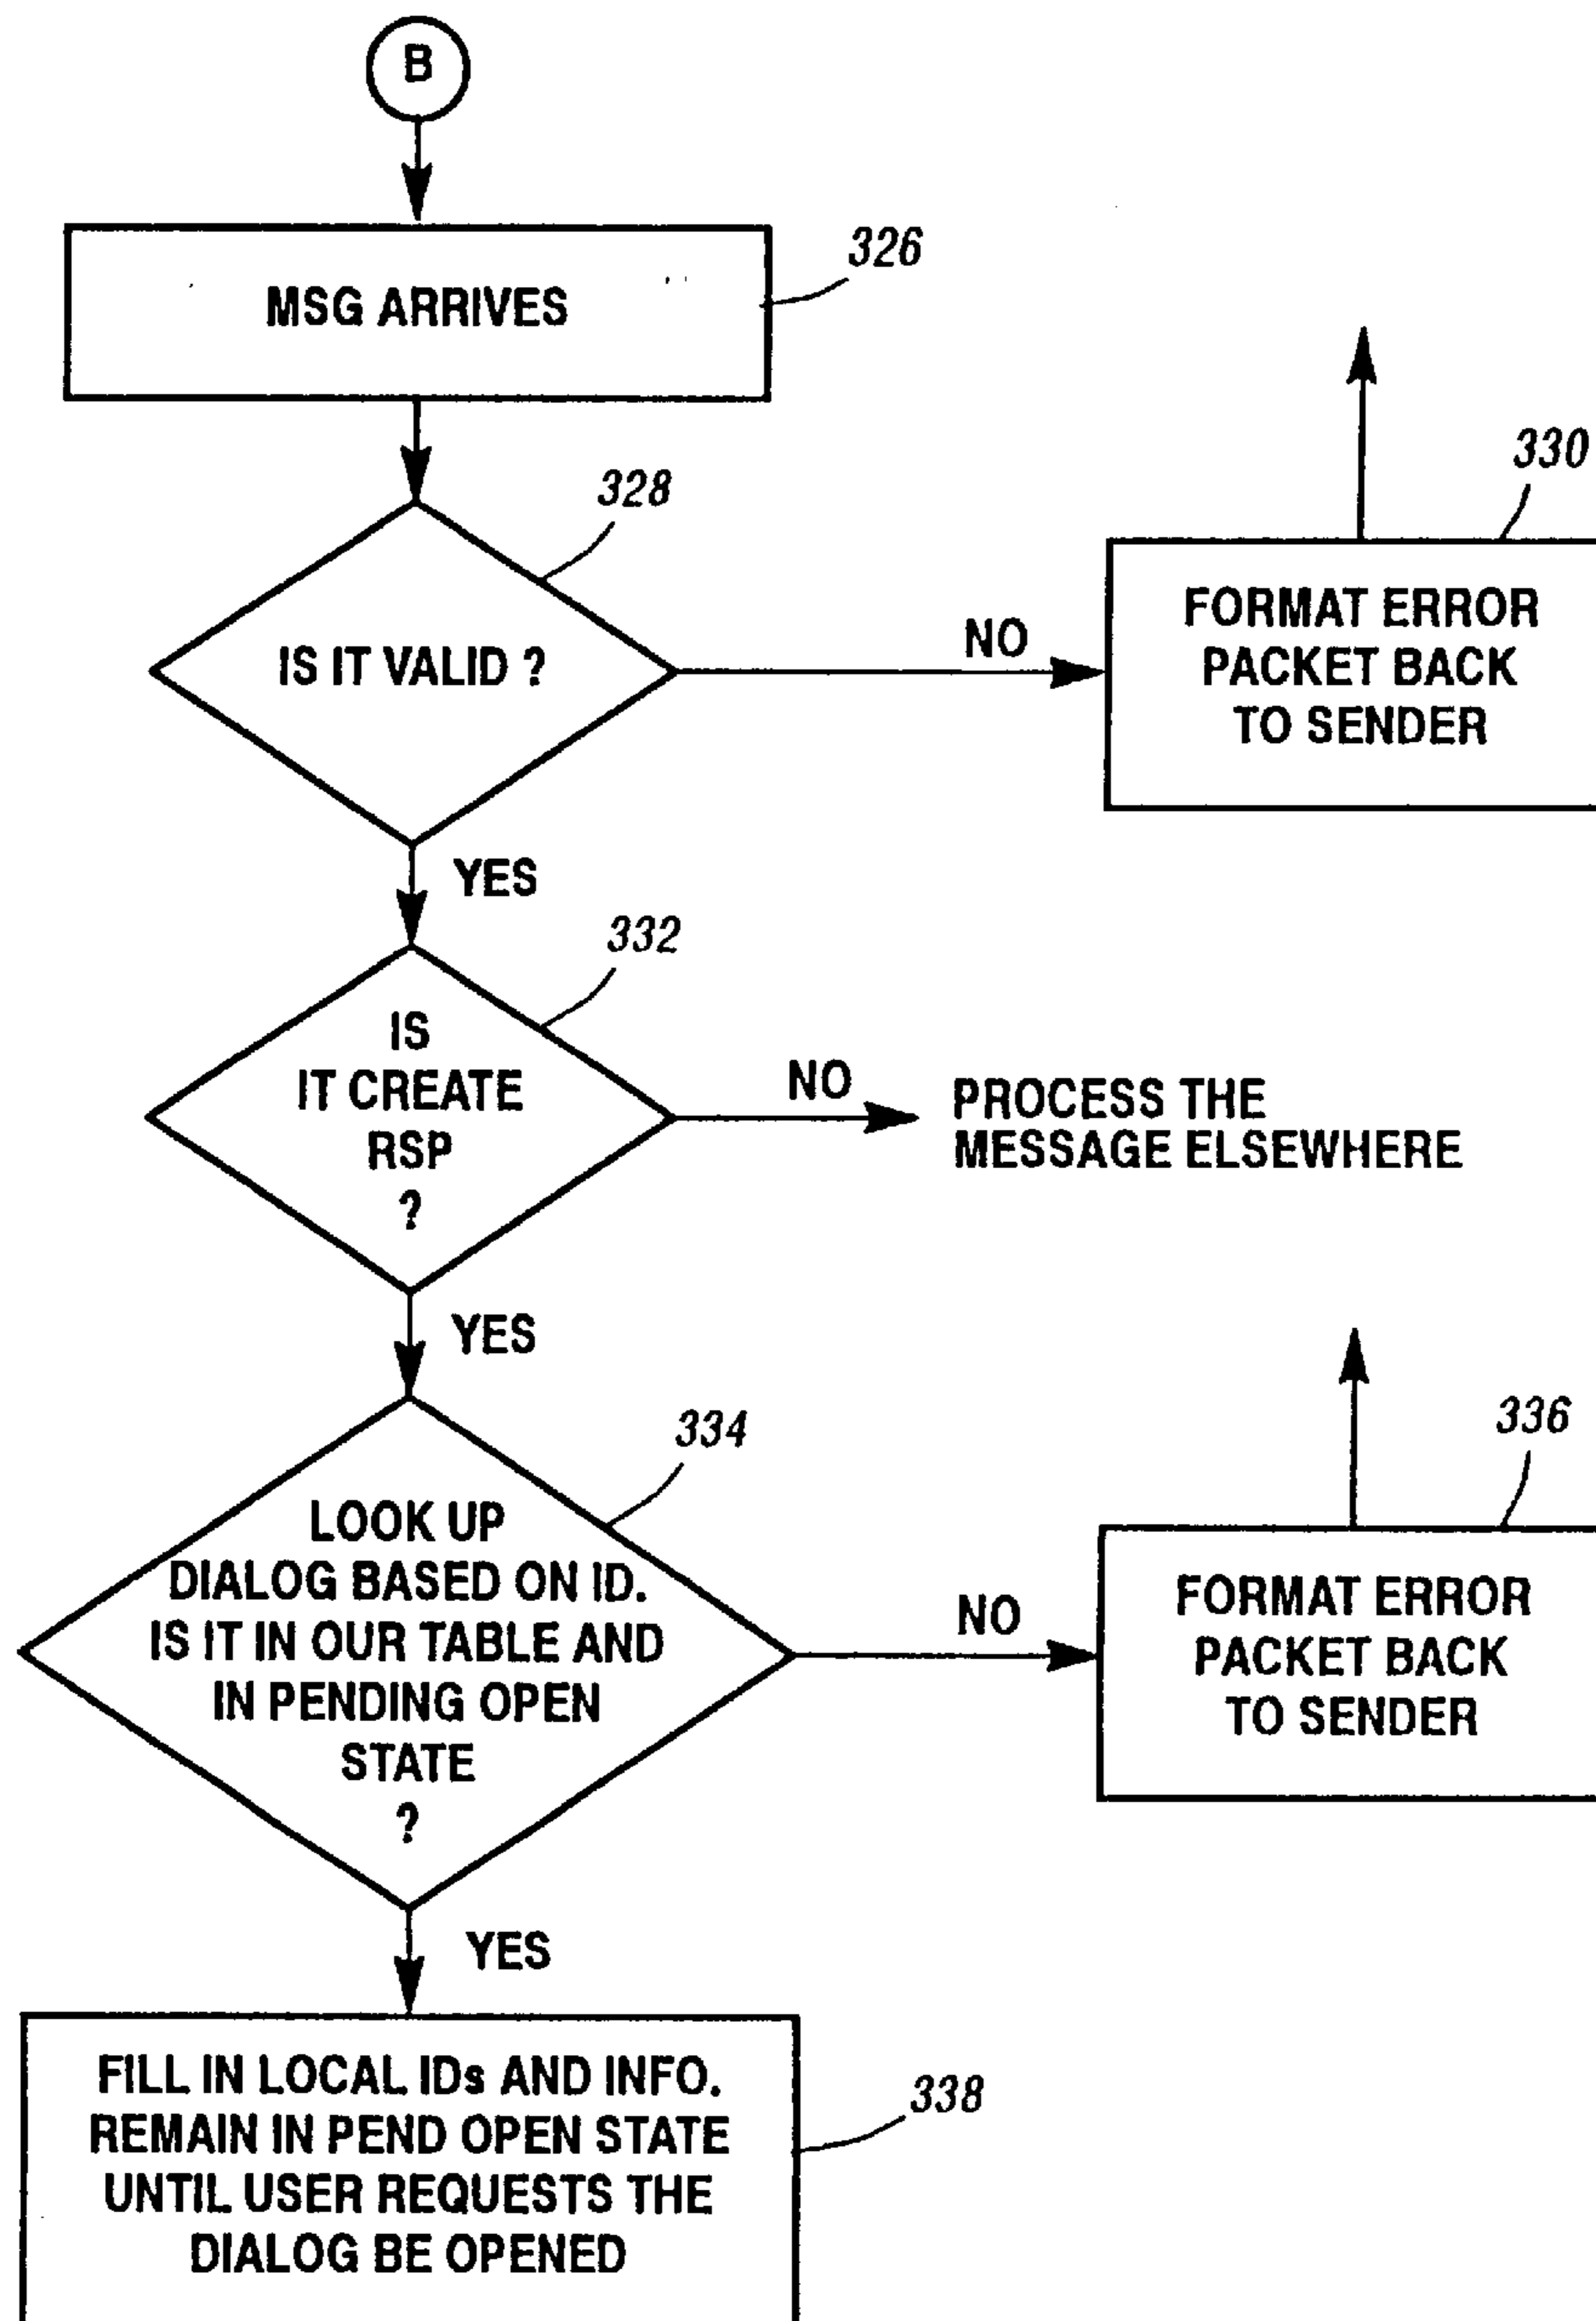 B
MSG ARRIVES
326
328
IS IT VALID ?
NO
330
FORMAT ERROR
PACKET BACK
TO SENDER
YES
332
IS
IT CREATE
RSP
?
NO
PROCESS THE
MESSAGE ELSEWHERE
YES
334
LOOK UP
DIALOG BASED ON ID.
IS IT IN OUR TABLE AND
IN PENDING OPEN
STATE
?
NO
336
FORMAT ERROR
PACKET BACK
TO SENDER
YES
FILL IN LOCAL IDs AND INFO.
REMAIN IN PEND OPEN STATE
UNTIL USER REQUESTS THE
DIALOG BE OPENED
338